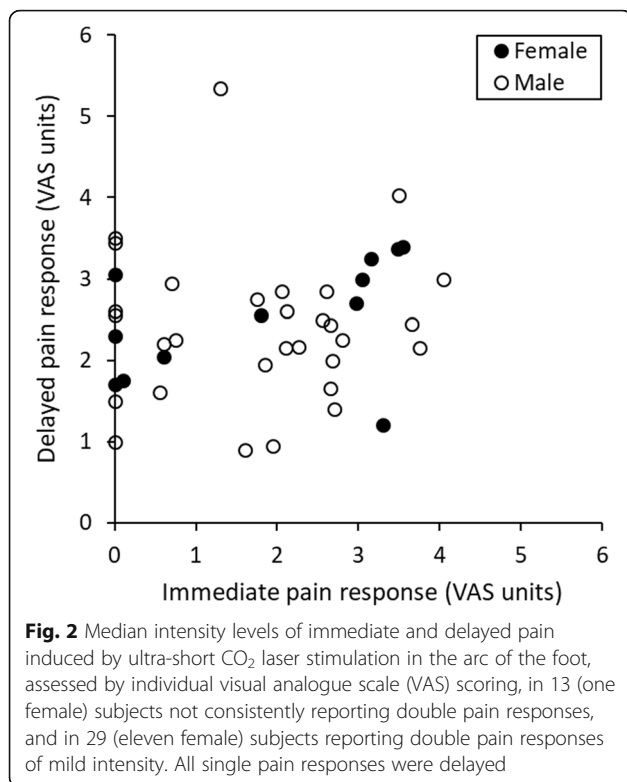 6
5
4
3
2
1
0
0
1
2
3
4
5
6
Delayed pain response (VAS units)
Immediate pain response (VAS units)
Female
Male
Fig. 2 Median intensity levels of immediate and delayed pain
induced by ultra-short CO₂ laser stimulation in the arc of the foot,
assessed by individual visual analogue scale (VAS) scoring, in 13 (one
female) subjects not consistently reporting double pain responses,
and in 29 (eleven female) subjects reporting double pain responses
of mild intensity. All single pain responses were delayed